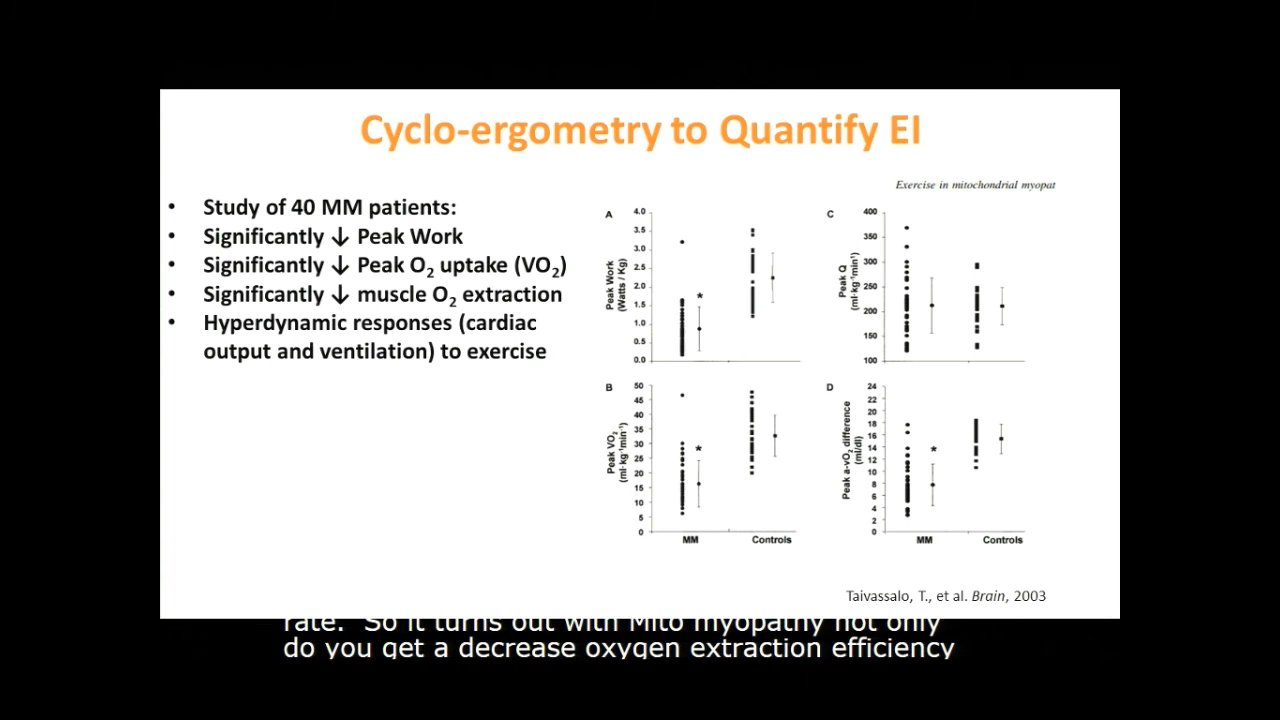 Cyclo-ergometry to Quantify EI
• Study of 40 MM patients:
• Significantly ↓ Peak Work
• Significantly ↓ Peak O₂ uptake (VO₂)
• Significantly ↓ muscle O₂ extraction
• Hyperdynamic responses (cardiac
output and ventilation) to exercise
Exercise in mitochondrial myopat
A
Peak Work
(Watts / Kg)
4.0
3.5
3.0
2.5
2.0
1.5
1.0
0.5
0.0
*
C
Peak Q
(ml·kg⁻¹min⁻¹)
400
350
300
250
200
150
100
B
Peak VO₂
(ml·kg⁻¹min⁻¹)
50
45
40
35
30
25
20
15
10
5
0
*
MM
Controls
D
Peak a-vO₂ difference
(ml/dl)
24
22
20
18
16
14
12
10
8
6
4
2
0
*
MM
Controls
Taivassalo, T., et al. Brain, 2003
rate. So it turns out with Mito myopathy not only
do you get a decrease oxygen extraction efficiency